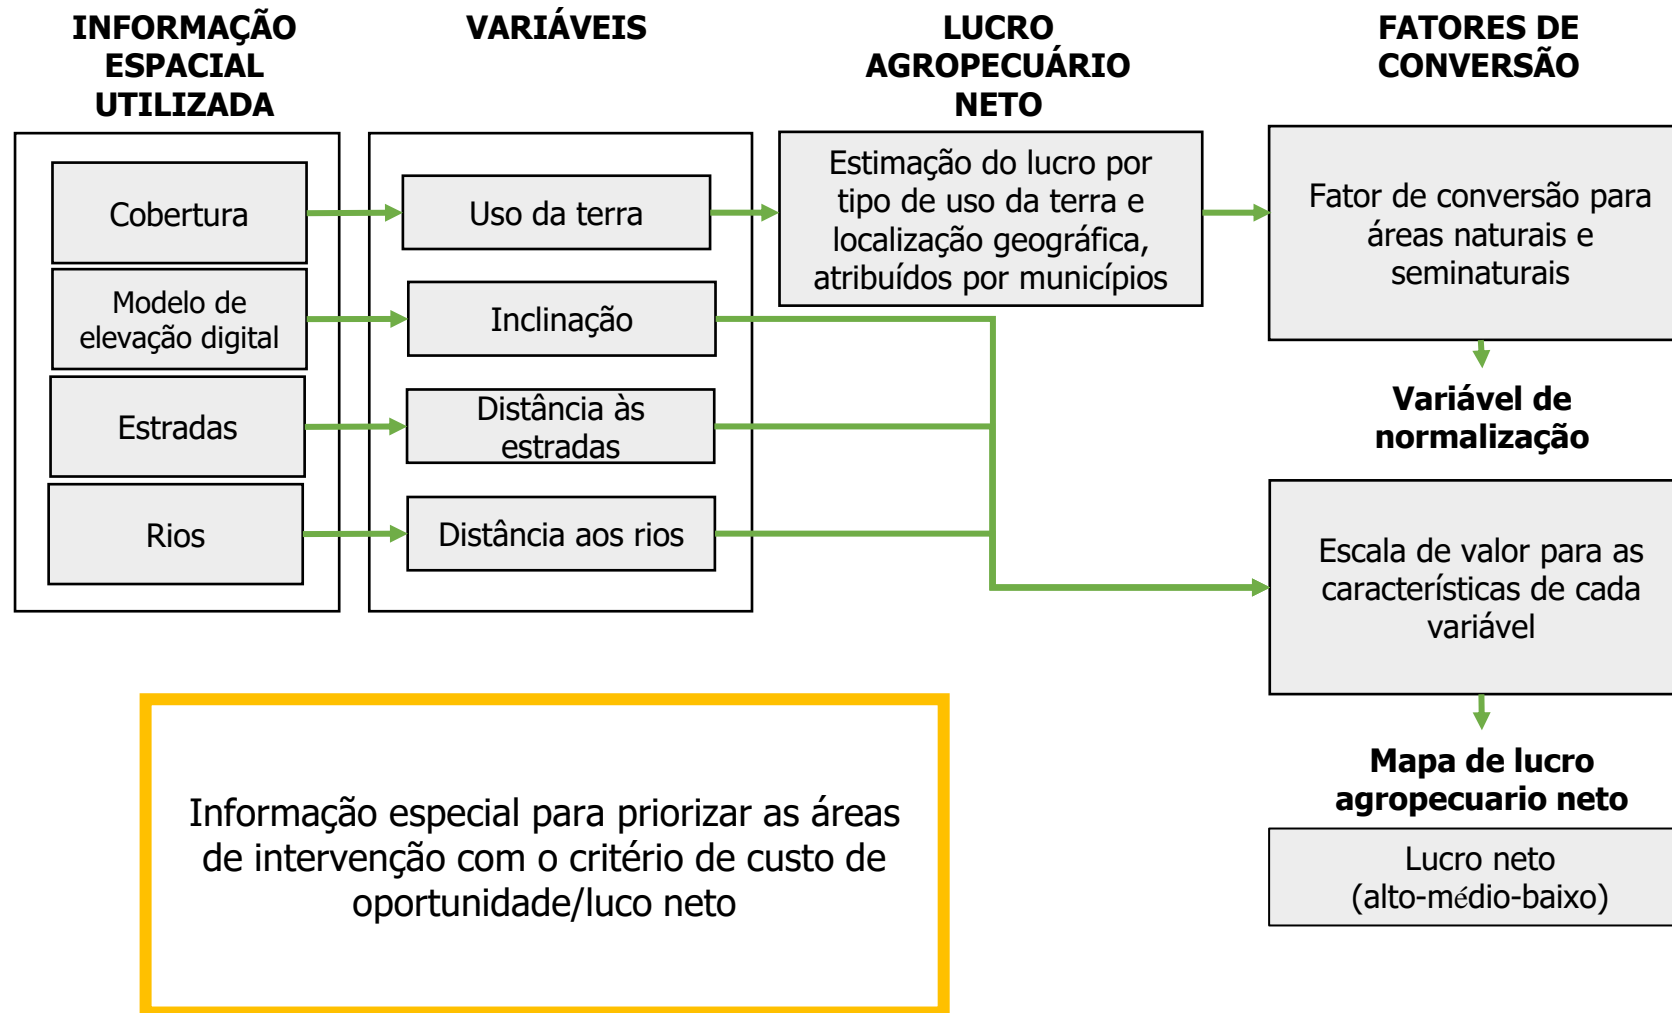 INFORMAÇÃO
ESPACIAL
UTILIZADA
VARIÁVEIS
LUCRO
AGROPECUÁRIO
NETO
FATORES DE
CONVERSÃO
Cobertura
Modelo de
elevação digital
Estradas
Rios
Uso da terra
Inclinação
Distância às
estradas
Distância aos rios
Estimação do lucro por
tipo de uso da terra e
localização geográfica,
atribuídos por municípios
Fator de conversão para
áreas naturais e
seminaturais
Variável de
normalização
Escala de valor para as
características de cada
variável
Mapa de lucro
agropecuario neto
Lucro neto
(alto-médio-baixo)
Informação especial para priorizar as áreas
de intervenção com o critério de custo de
oportunidade/luco neto